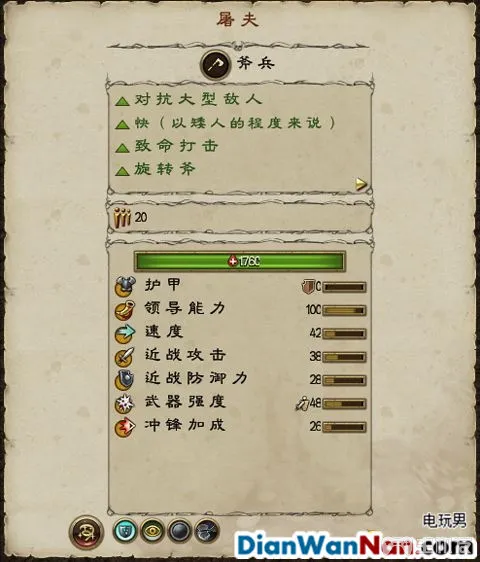 屠夫
斧兵
对抗大型敌人
快（以矮人的程度来说）
致命打击
旋转斧
20
1760
护甲 0
领导能力 100
速度 42
近战攻击 38
近战防御力 28
武器强度 48
冲锋加成 26
电玩男
DianWanNan.com